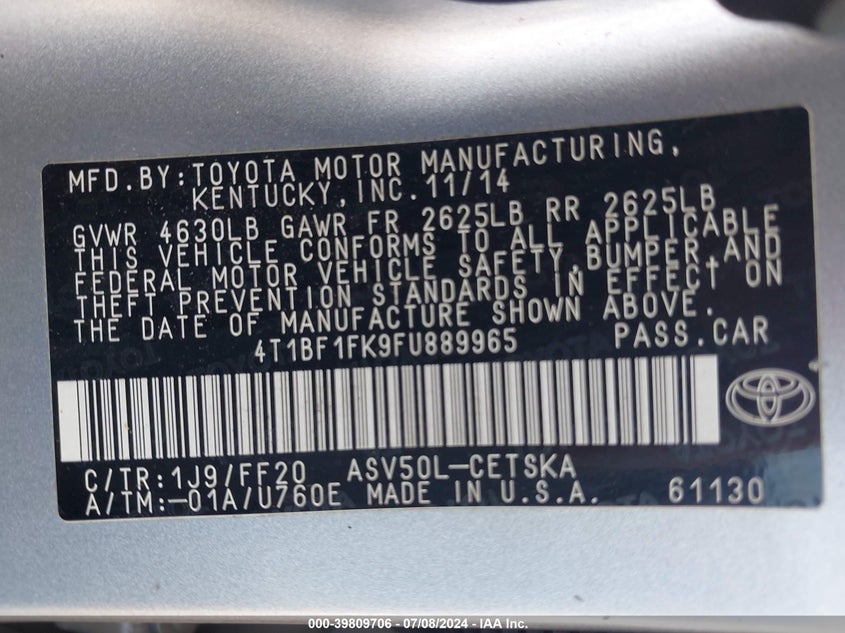 MFD.BY:TOYOTA MOTOR MANUFACTURING,
KENTUCKY,INC.11/14
GVWR 4630LB GAWR FR 2625LB RR 2625LB
THIS VEHICLE CONFORMS TO ALL APPLICABLE
FEDERAL MOTOR VEHICLE SAFETY,BUMPER,AND
THEFT PREVENTION STANDARDS IN EFFECT ON
THE DATE OF MANUFACTURE SHOWN ABOVE.
4T1BF1FK9FU889965 PASS.CAR
C/TR:1J9/FF20 ASV50L-CETSKA
A/TM:-01A/U760E MADE IN U.S.A. 61130
000-39809706 - 07/08/2024 - IAA Inc.